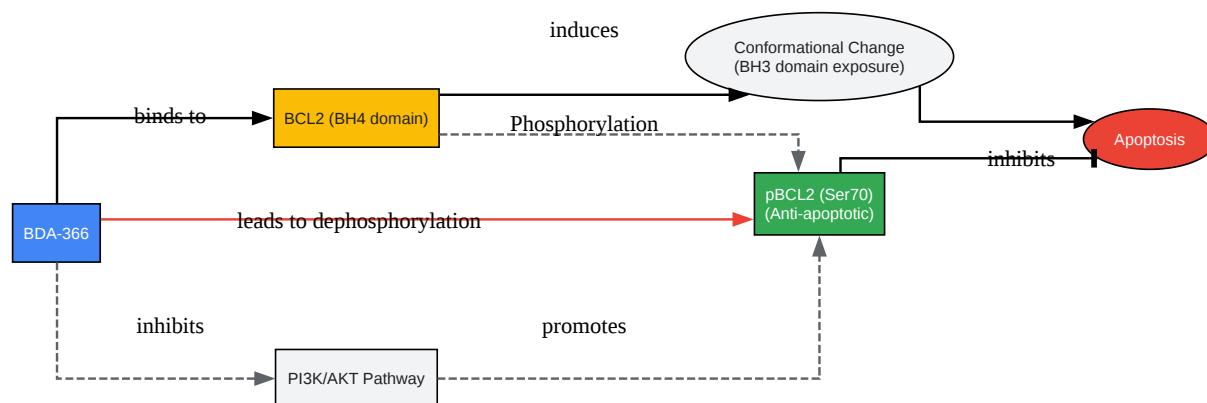 induces
Conformational Change
(BH3 domain exposure)
binds to
BCL2 (BH4 domain)
Phosphorylation
Apoptosis
inhibits
pBCL2 (Ser70)
(Anti-apoptotic)
BDA-366
leads to dephosphorylation
inhibits
promotes
PI3K/AKT Pathway